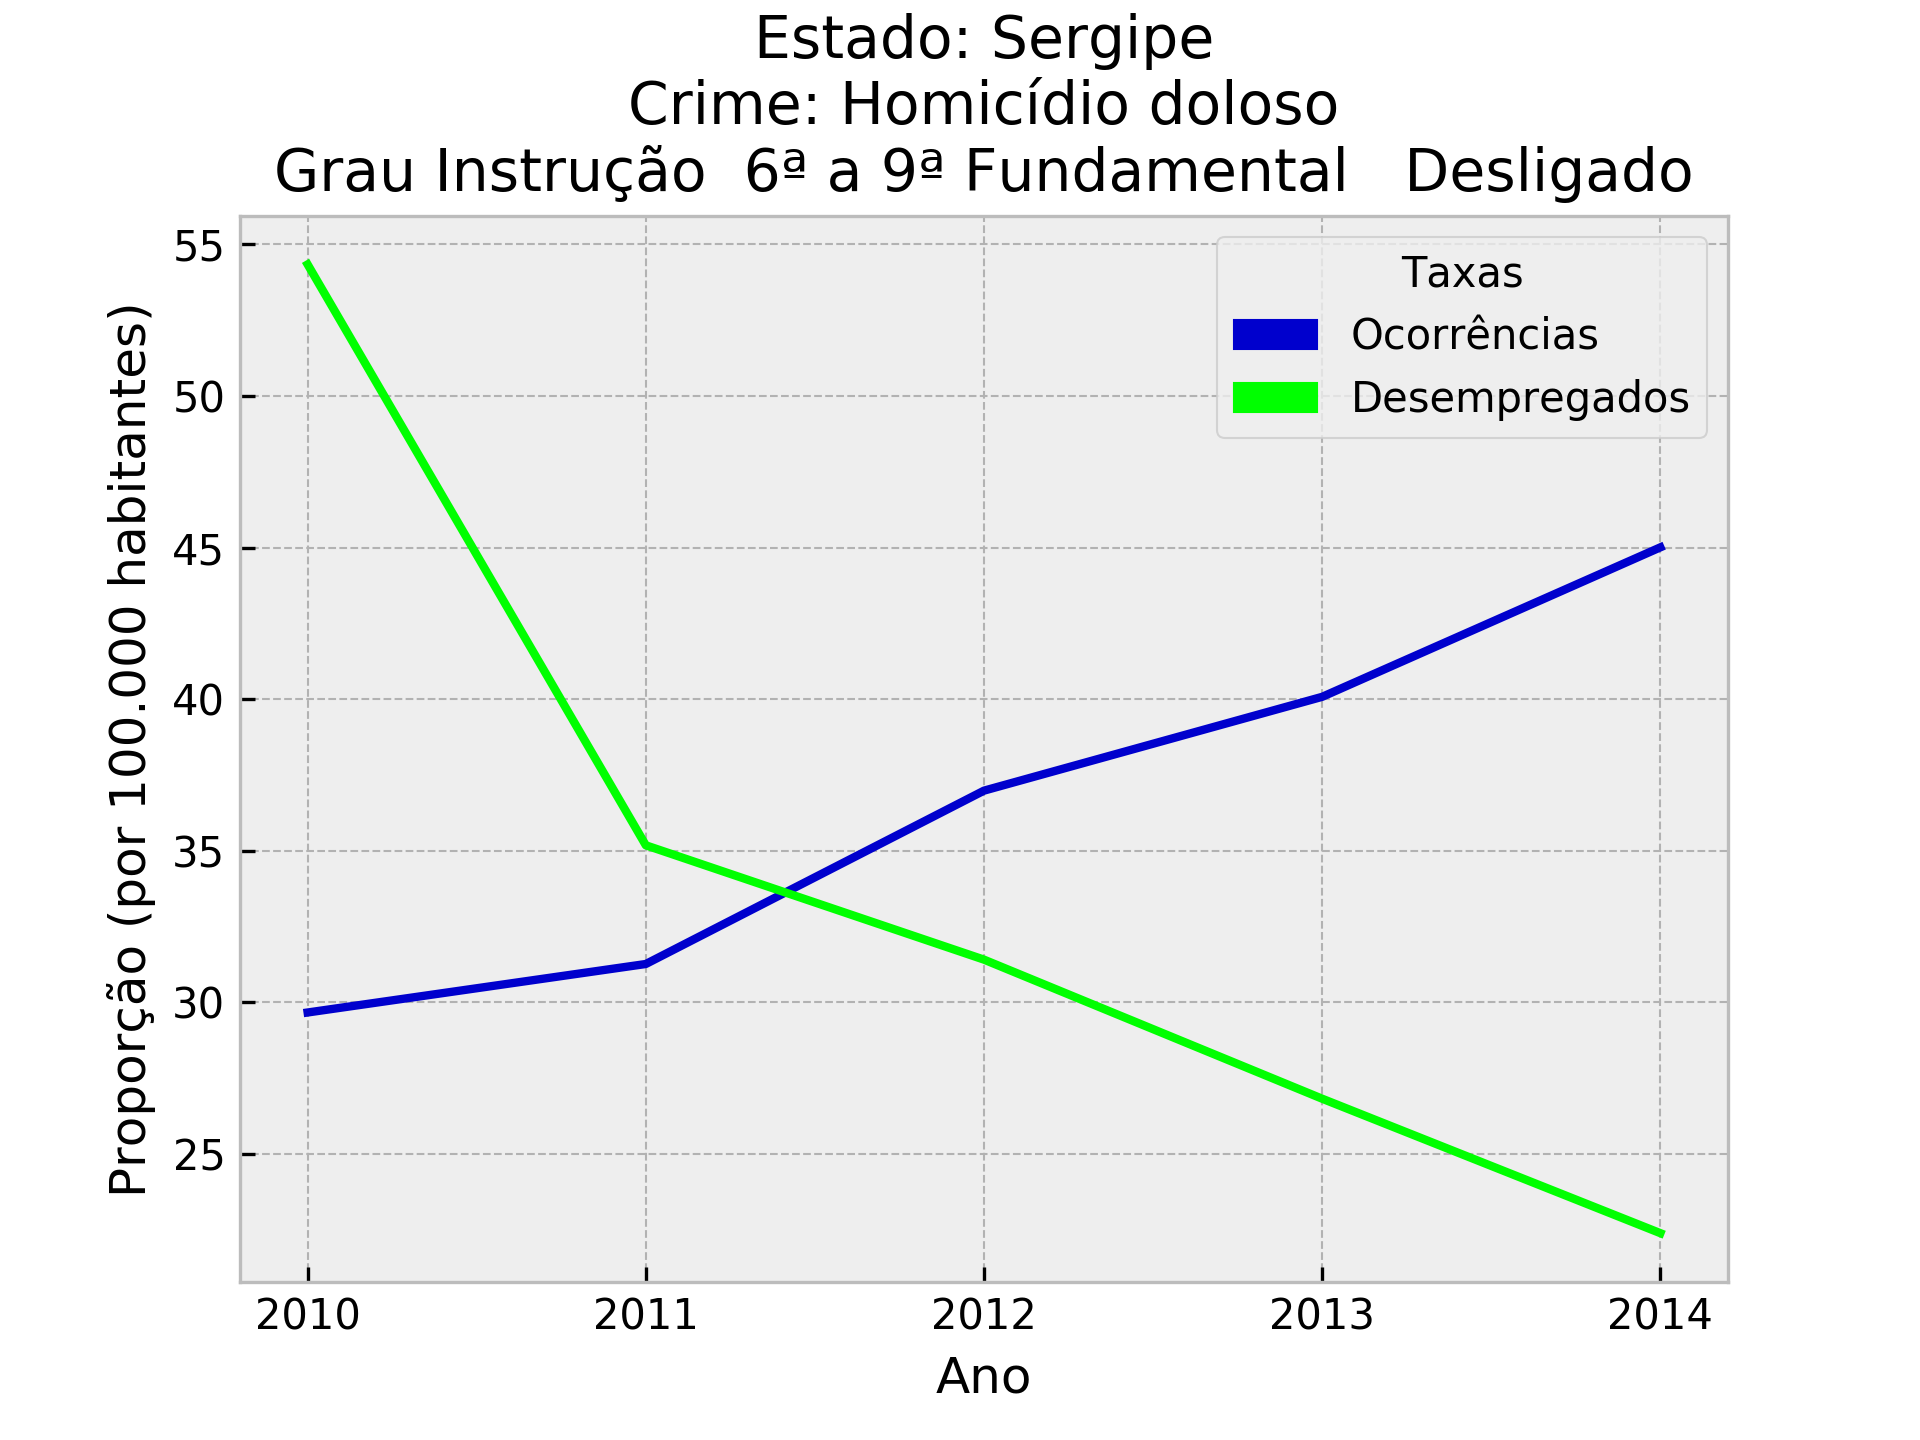 Estado: Sergipe
Crime: Homicídio doloso
Grau Instrução  6ª a 9ª Fundamental   Desligado
Taxas
Ocorrências
Desempregados
Proporção (por 100.000 habitantes)
55
50
45
40
35
30
25
2010 2011 2012 2013 2014
Ano